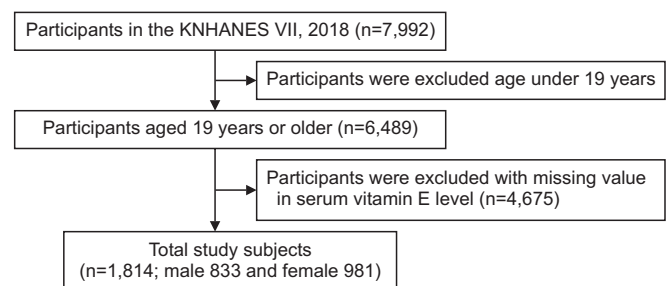 Participants in the KNHANES VII, 2018 (n=7,992)
Participants were excluded age under 19 years
Participants aged 19 years or older (n=6,489)
Participants were excluded with missing value
in serum vitamin E level (n=4,675)
Total study subjects
(n=1,814; male 833 and female 981)